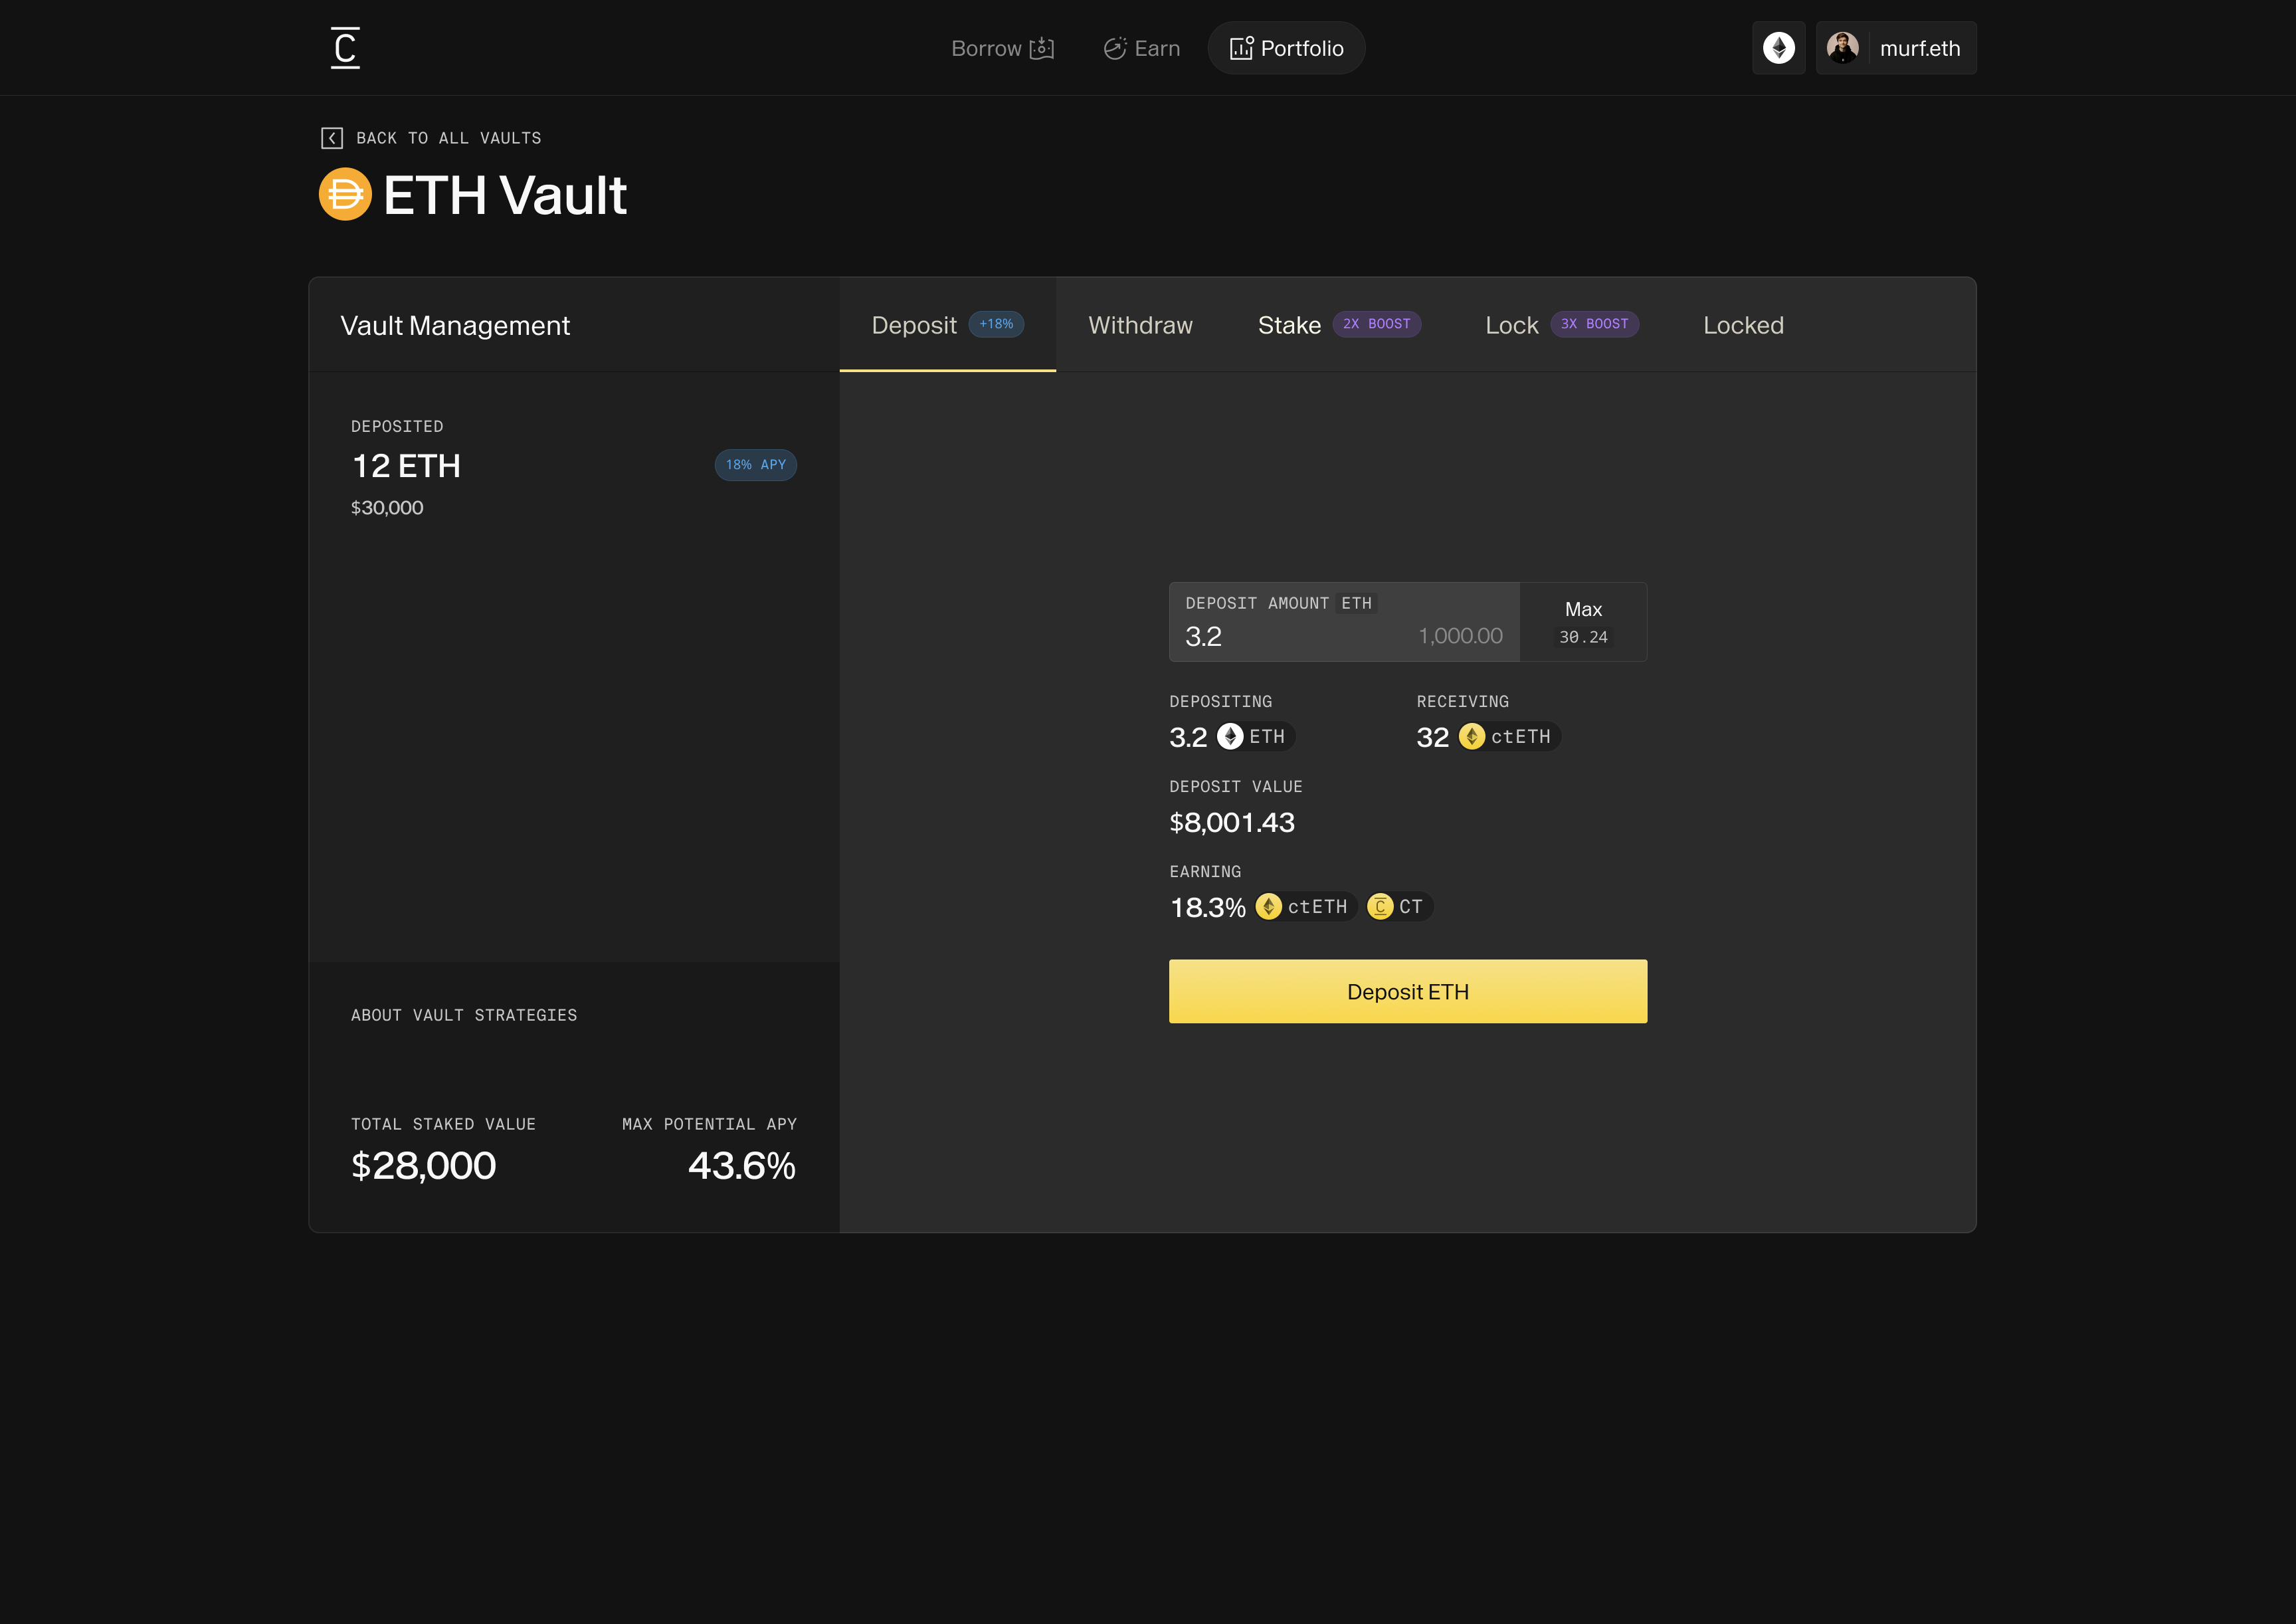 C
Borrow
Earn
Portfolio
murf.eth
BACK TO ALL VAULTS
ETH Vault
Vault Management
Deposit +18%
Withdraw
Stake 2X BOOST
Lock 3X BOOST
Locked
DEPOSITED
12 ETH
18% APY
$30,000
ABOUT VAULT STRATEGIES
TOTAL STAKED VALUE
$28,000
MAX POTENTIAL APY
43.6%
DEPOSIT AMOUNT ETH
3.2
1,000.00
Max
30.24
DEPOSITING
3.2 ETH
RECEIVING
32 ctETH
DEPOSIT VALUE
$8,001.43
EARNING
18.3% ctETH C CT
Deposit ETH